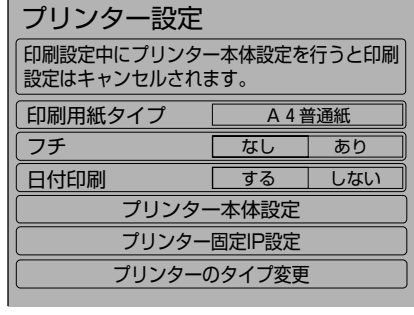 プリンター設定
印刷設定中にプリンター本体設定を行うと印刷
設定はキャンセルされます。
印刷用紙タイプ A4普通紙
フチ なし あり
日付印刷 する しない
プリンター本体設定
プリンター固定IP設定
プリンターのタイプ変更